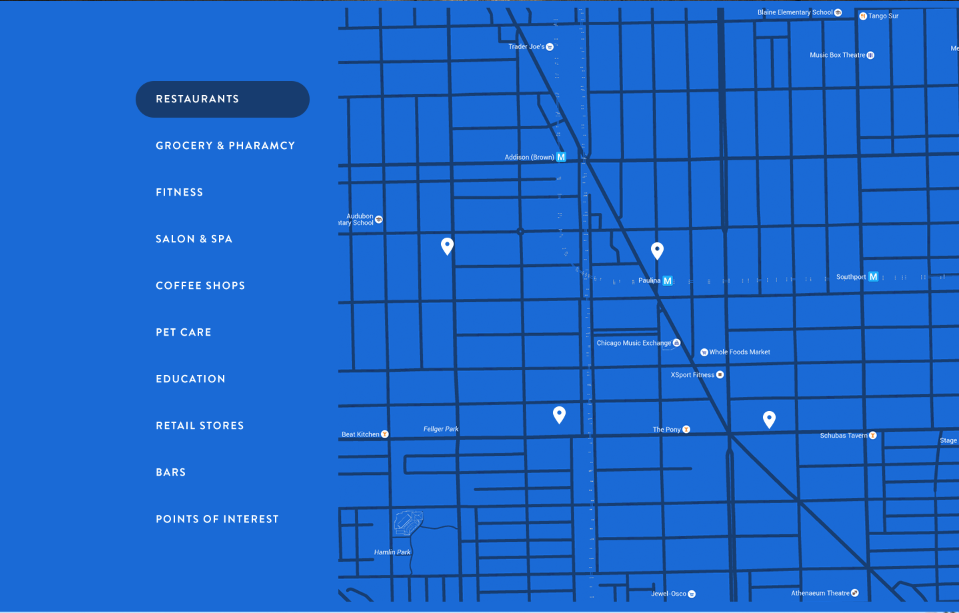 RESTAURANTS
GROCERY & PHARAMCY
FITNESS
SALON & SPA
COFFEE SHOPS
PET CARE
EDUCATION
RETAIL STORES
BARS
POINTS OF INTEREST
Blaine Elementary School
Tango Sur
Trader Joe's
Music Box Theatre
Me
Addison (Brown) M
Audubon
ntary School
Paulina M
Southport M
Chicago Music Exchange
Whole Foods Market
XSport Fitness
Beat Kitchen
Fellger Park
The Pony
Schubas Tavern
Stage
Hamlin Park
Jewel-Osco
Athenaeum Theatre